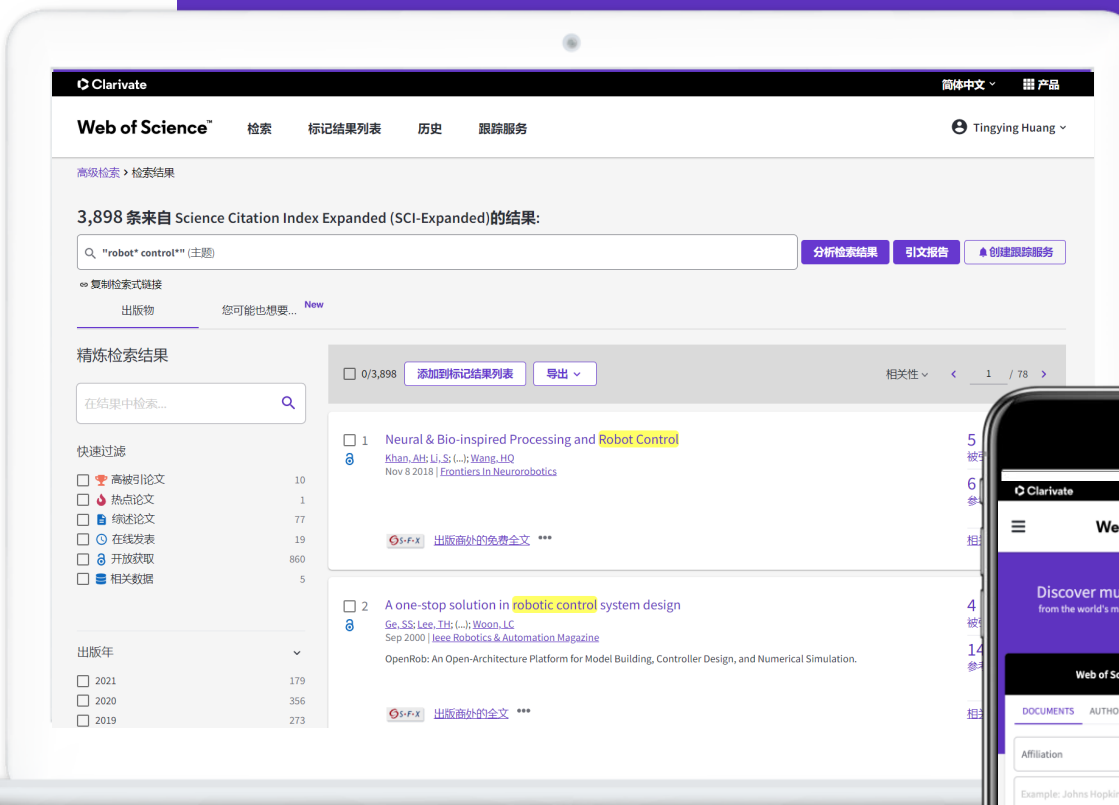 Clarivate
简体中文
产品
Web of Science™
检索
标记结果列表
历史
跟踪服务
Tingying Huang
高级检索 > 检索结果
3,898 条来自 Science Citation Index Expanded (SCI-Expanded)的结果:
"robot* control*" (主题)
分析检索结果
引文报告
创建跟踪服务
复制检索式链接
出版物
您可能也想要...
New
精炼检索结果
0/3,898
添加到标记结果列表
导出
相关性
1 / 78
在结果中检索...
快速过滤
高被引论文 10
热点论文 1
综述论文 77
在线发表 19
开放获取 860
相关数据 5
出版年
2021 179
2020 356
2019 273
1 Neural & Bio-inspired Processing and Robot Control
Khan, AH; Li, S; (...); Wang, HQ
Nov 8 2018 | Frontiers In Neurorobotics
S·F·X 出版商处的免费全文 •••
5
被
6
参
相
2 A one-stop solution in robotic control system design
Ge, SS; Lee, TH; (...); Woon, LC
Sep 2000 | Ieee Robotics & Automation Magazine
OpenRob: An Open-Architecture Platform for Model Building, Controller Design, and Numerical Simulation.
S·F·X 出版商处的全文 •••
4
被
14
参
相
Clarivate
We
Discover mu
from the world's m
Web of Sc
DOCUMENTS
AUTHO
Affiliation
Example: Johns Hopkin